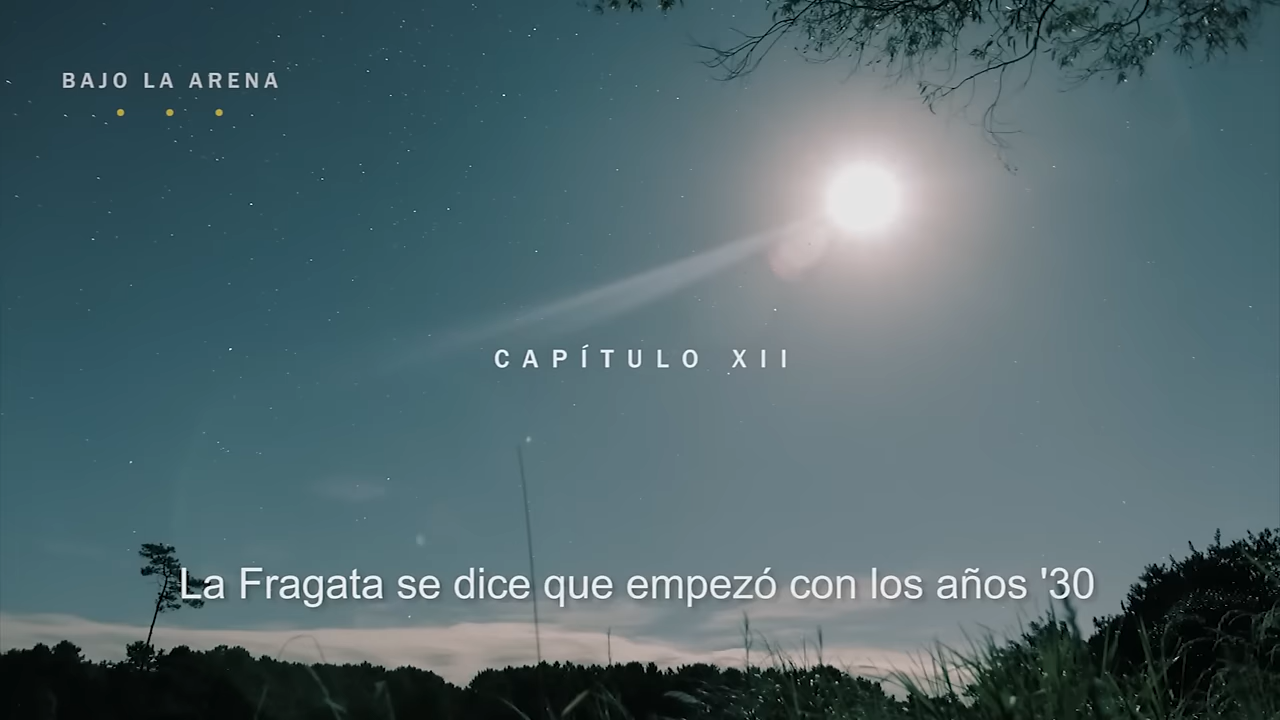 BAJO LA ARENA
CAPÍTULO XII
La Fragata se dice que empezó con los años '30